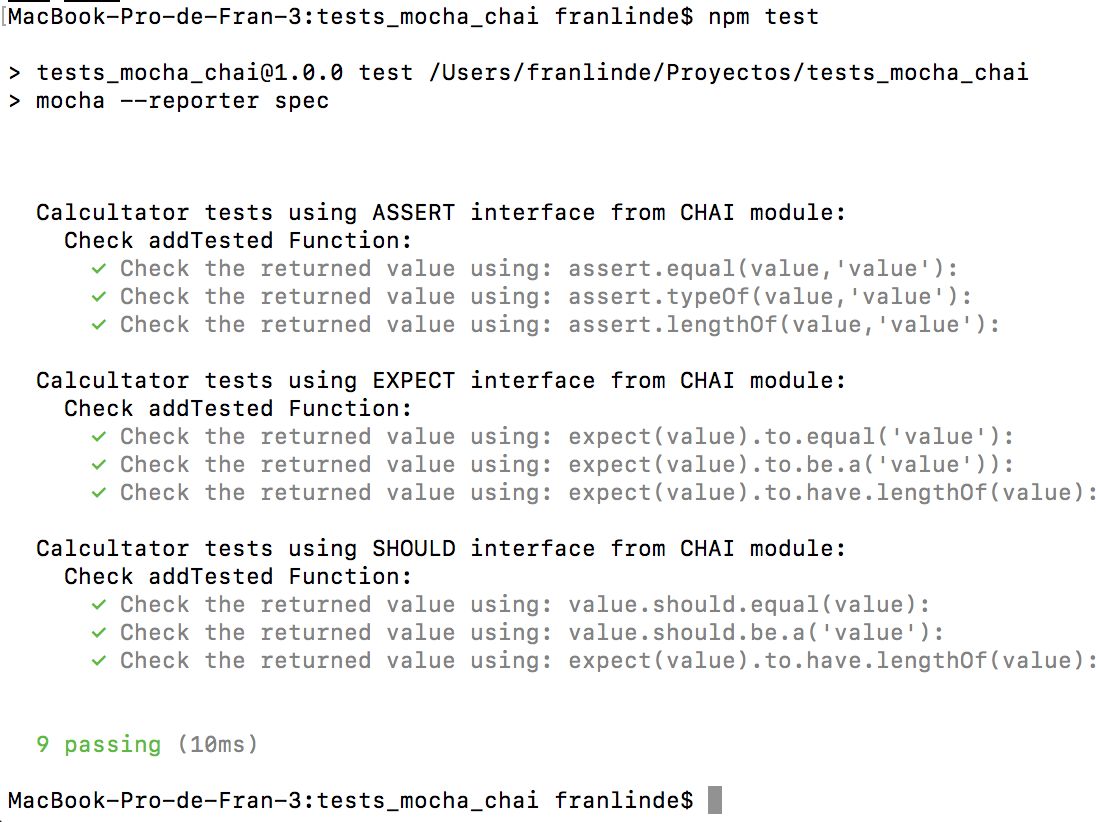 [MacBook-Pro-de-Fran-3:tests_mocha_chai franlinde$ npm test
> tests_mocha_chai@1.0.0 test /Users/franlinde/Proyectos/tests_mocha_chai
> mocha --reporter spec
Calcultator tests using ASSERT interface from CHAI module:
Check addTested Function:
✓ Check the returned value using: assert.equal(value,'value'):
✓ Check the returned value using: assert.typeOf(value,'value'):
✓ Check the returned value using: assert.lengthOf(value,'value'):
Calcultator tests using EXPECT interface from CHAI module:
Check addTested Function:
✓ Check the returned value using: expect(value).to.equal('value'):
✓ Check the returned value using: expect(value).to.be.a('value')):
✓ Check the returned value using: expect(value).to.have.lengthOf(value):
Calcultator tests using SHOULD interface from CHAI module:
Check addTested Function:
✓ Check the returned value using: value.should.equal(value):
✓ Check the returned value using: value.should.be.a('value'):
✓ Check the returned value using: expect(value).to.have.lengthOf(value):
9 passing (10ms)
MacBook-Pro-de-Fran-3:tests_mocha_chai franlinde$